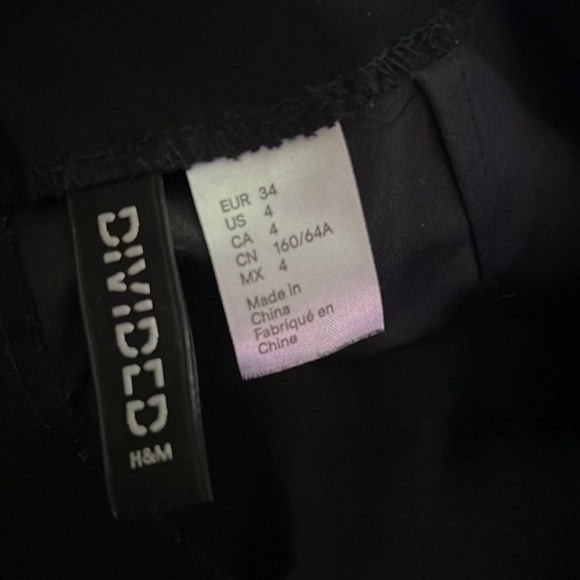 DIVIDED
H&M
EUR 34
US 4
CA 4
CN 160/64A
MX 4
Made in
China
Fabriqué en
Chine